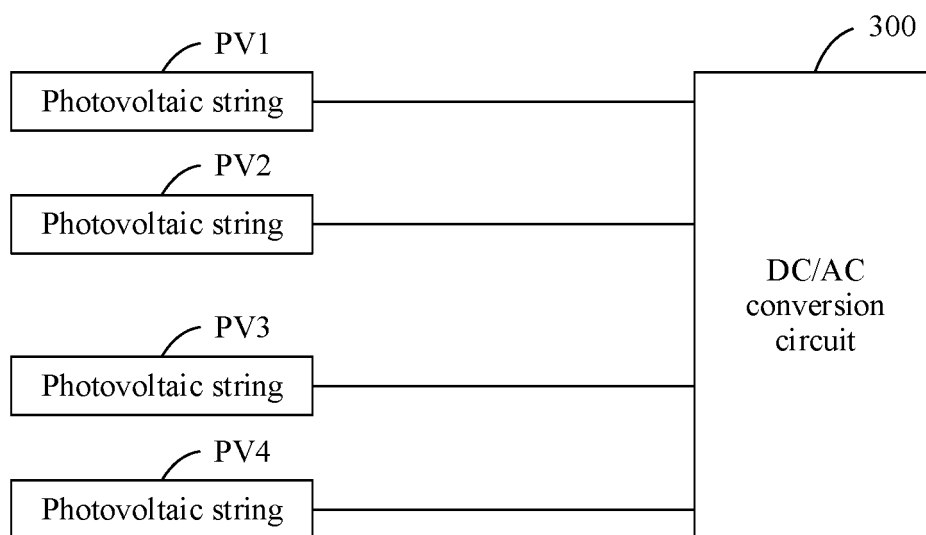 PV1
300
Photovoltaic string
PV2
Photovoltaic string
DC/AC
conversion
circuit
PV3
Photovoltaic string
PV4
Photovoltaic string